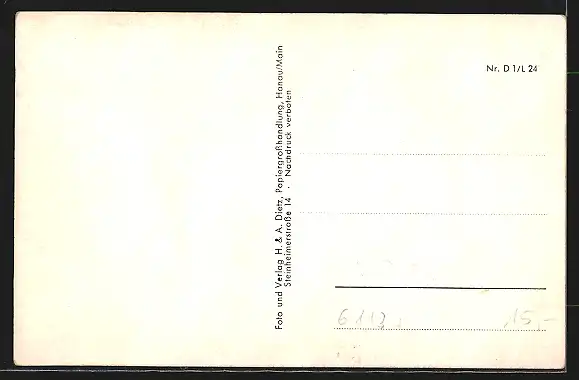 Foto und Verlag H. & A. Dietz, Papiergroßhandlung, Hanau/Main
Steinheimerstraße 14 · Nachdruck verboten
Nr. D 1/L 24
15,-